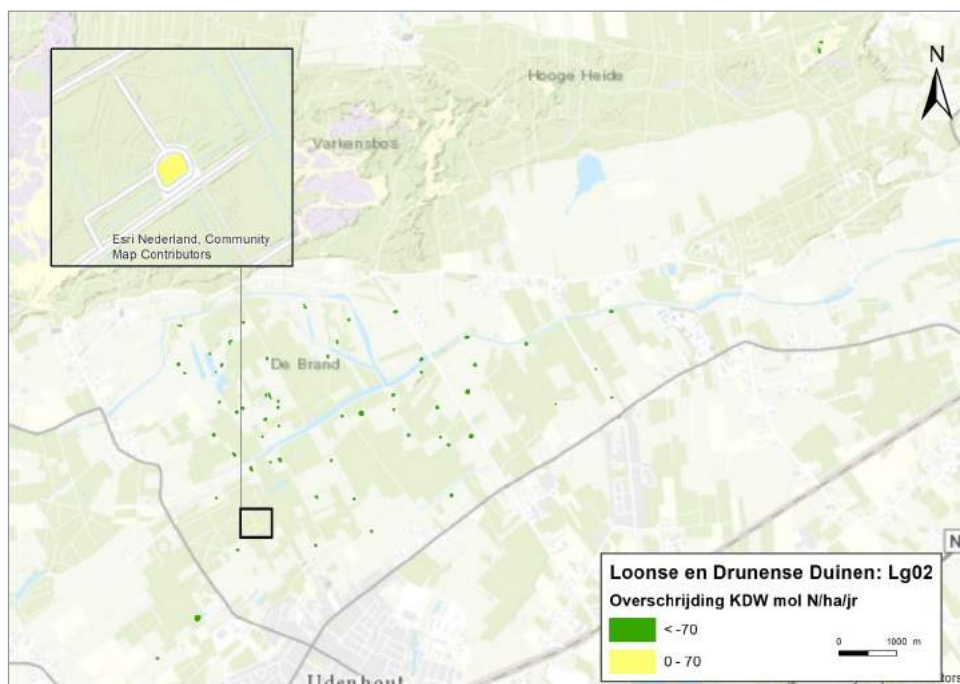 Hooge Heide
N
Varkensbos
Esri Nederland, Community
Map Contributors
De Brand
N
Loonse en Drunense Duinen: Lg02
Overschrijding KDW mol N/ha/jr
< -70
0 1000 m
0 - 70
Udenhout